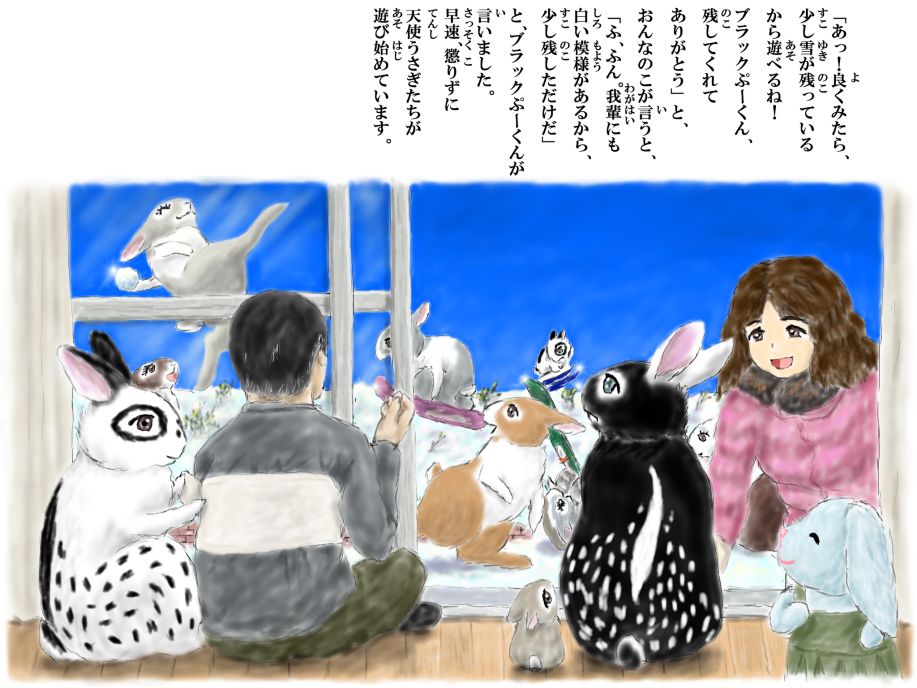 「あっ！良くみたら、
少し雪が残っている
から遊べるね！
ブラックぷーくん、
残してくれて
ありがとう」と、
おんなのこが言うと、
「ふ、ふん。我輩にも
白い模様があるから、
少し残しただけだ」
と、ブラックぷーくんが
言いました。
早速、懲りずに
天使うさぎたちが
遊び始めています。